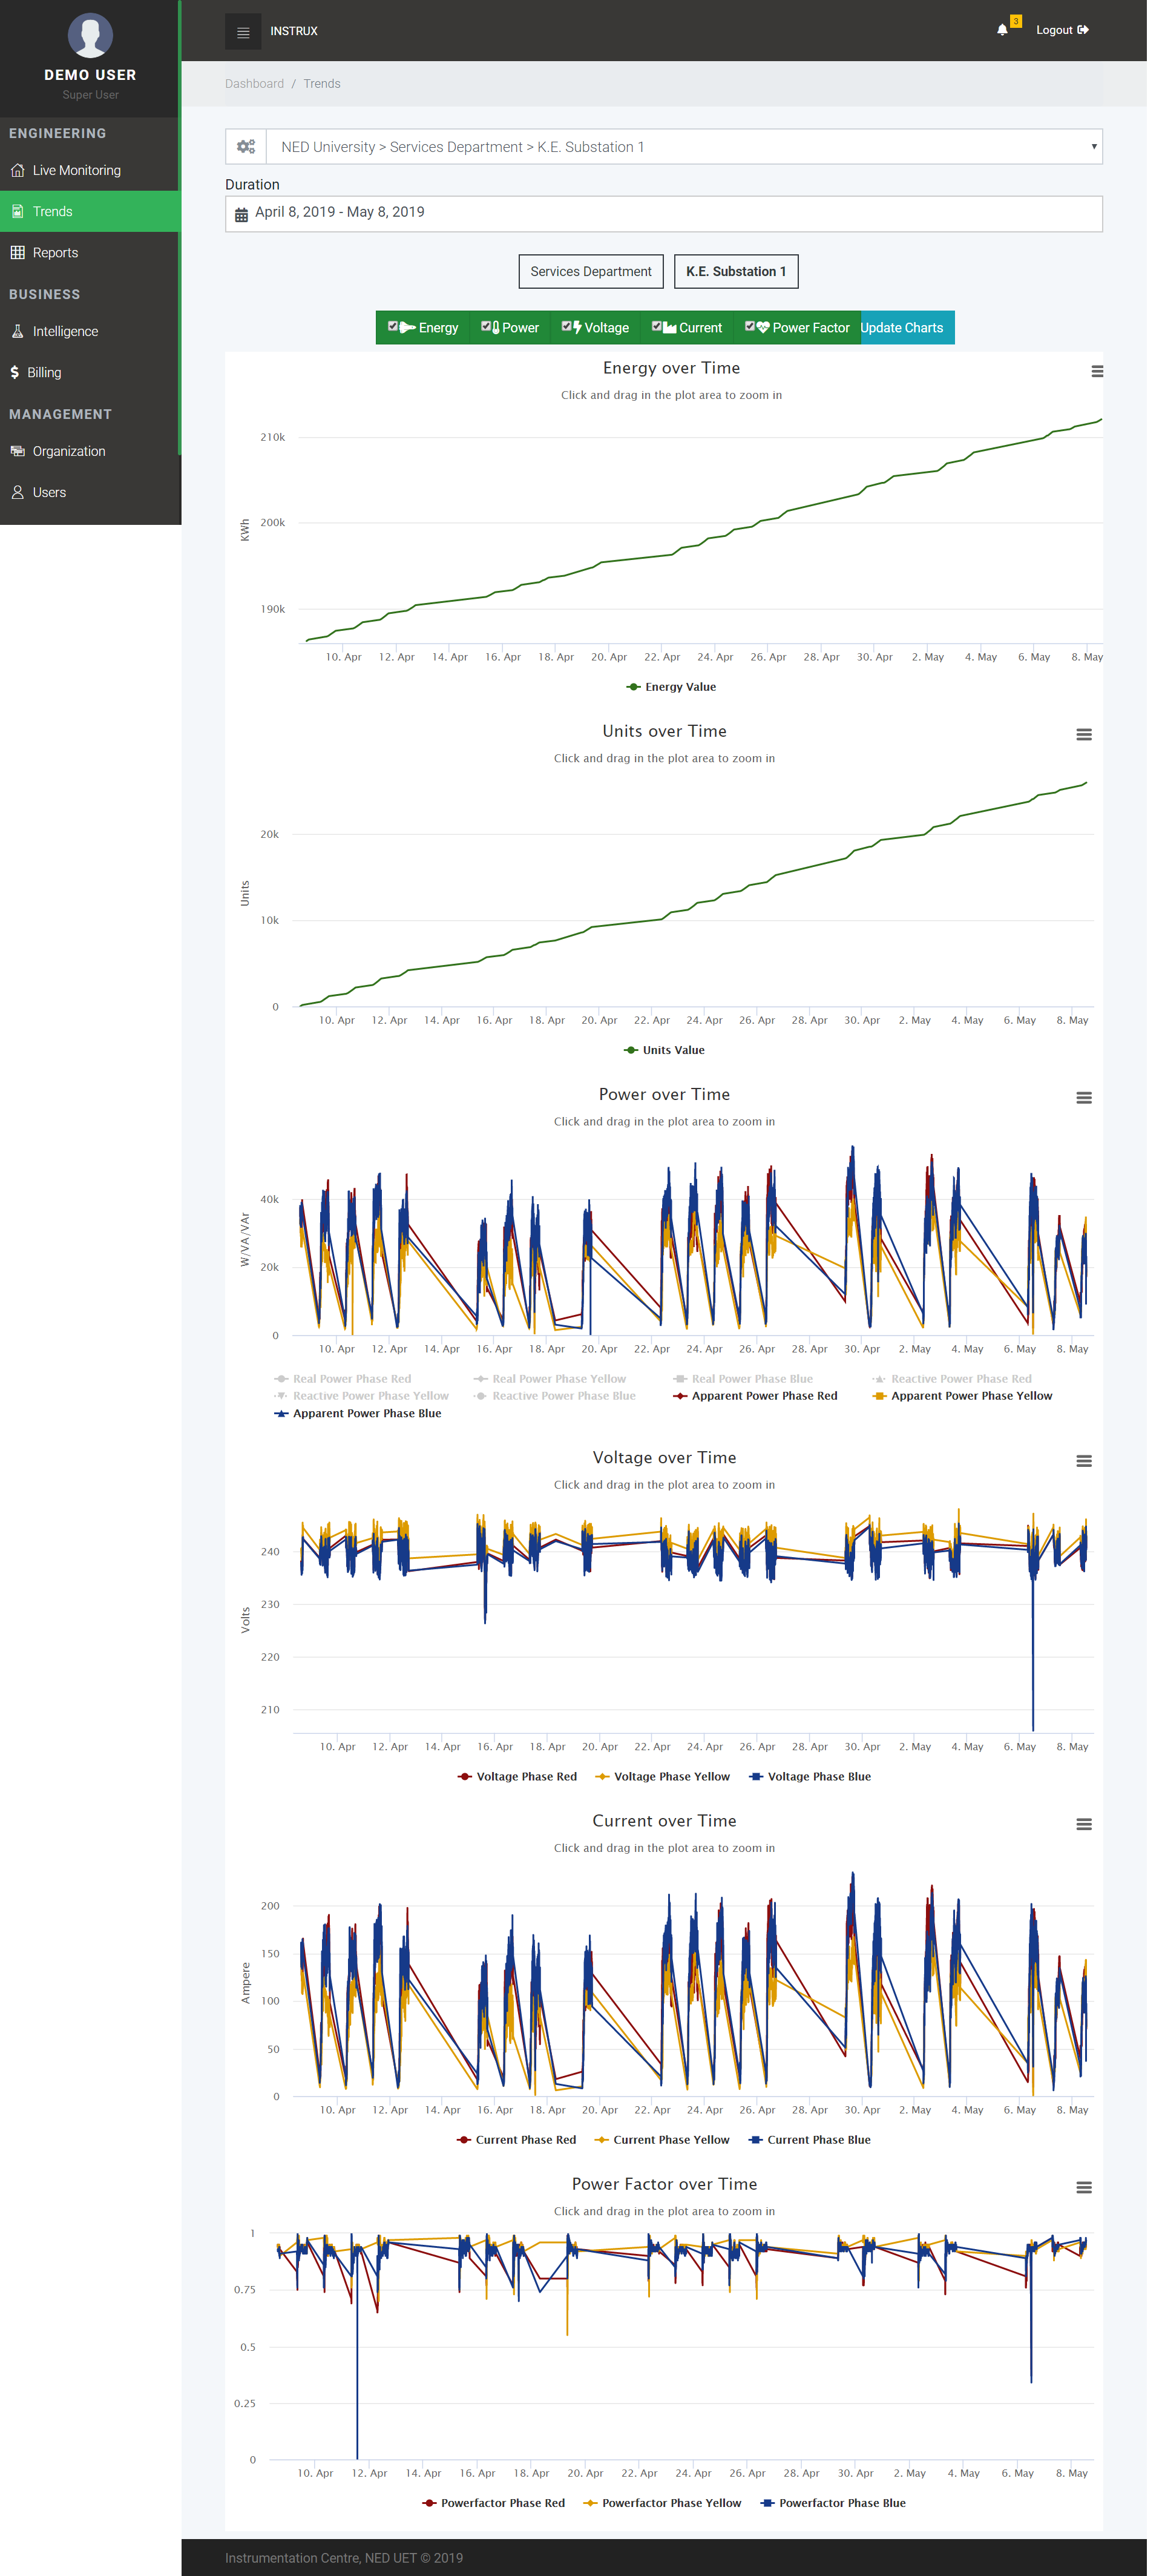 DEMO USER
Super User
ENGINEERING
Live Monitoring
Trends
Reports
BUSINESS
Intelligence
$ Billing
MANAGEMENT
Organization
Users
INSTRUX
3
Logout
Dashboard / Trends
NED University > Services Department > K.E. Substation 1
Duration
April 8, 2019 - May 8, 2019
Services Department
K.E. Substation 1
Energy Power Voltage Current Power Factor Update Charts
Energy over Time
Click and drag in the plot area to zoom in
KWh
210k
200k
190k
10. Apr 12. Apr 14. Apr 16. Apr 18. Apr 20. Apr 22. Apr 24. Apr 26. Apr 28. Apr 30. Apr 2. May 4. May 6. May 8. May
Energy Value
Units over Time
Click and drag in the plot area to zoom in
Units
20k
10k
0
10. Apr 12. Apr 14. Apr 16. Apr 18. Apr 20. Apr 22. Apr 24. Apr 26. Apr 28. Apr 30. Apr 2. May 4. May 6. May 8. May
Units Value
Power over Time
Click and drag in the plot area to zoom in
W/VA/VAr
40k
20k
0
10. Apr 12. Apr 14. Apr 16. Apr 18. Apr 20. Apr 22. Apr 24. Apr 26. Apr 28. Apr 30. Apr 2. May 4. May 6. May 8. May
Real Power Phase Red Real Power Phase Yellow Real Power Phase Blue Reactive Power Phase Red
Reactive Power Phase Yellow Reactive Power Phase Blue Apparent Power Phase Red Apparent Power Phase Yellow
Apparent Power Phase Blue
Voltage over Time
Click and drag in the plot area to zoom in
Volts
240
230
220
210
10. Apr 12. Apr 14. Apr 16. Apr 18. Apr 20. Apr 22. Apr 24. Apr 26. Apr 28. Apr 30. Apr 2. May 4. May 6. May 8. May
Voltage Phase Red Voltage Phase Yellow Voltage Phase Blue
Current over Time
Click and drag in the plot area to zoom in
Ampere
200
150
100
50
0
10. Apr 12. Apr 14. Apr 16. Apr 18. Apr 20. Apr 22. Apr 24. Apr 26. Apr 28. Apr 30. Apr 2. May 4. May 6. May 8. May
Current Phase Red Current Phase Yellow Current Phase Blue
Power Factor over Time
Click and drag in the plot area to zoom in
1
0.75
0.5
0.25
0
10. Apr 12. Apr 14. Apr 16. Apr 18. Apr 20. Apr 22. Apr 24. Apr 26. Apr 28. Apr 30. Apr 2. May 4. May 6. May 8. May
Powerfactor Phase Red Powerfactor Phase Yellow Powerfactor Phase Blue
Instrumentation Centre, NED UET © 2019